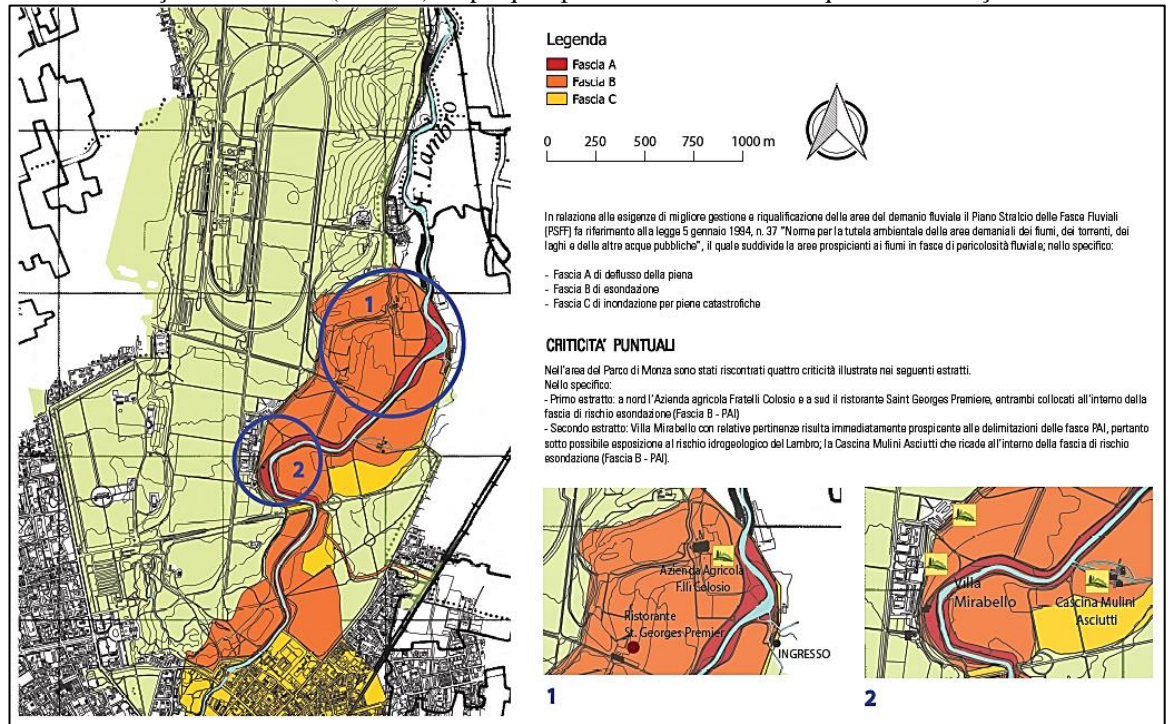 Legenda
Fascia A
Fascia B
Fascia C
0 250 500 750 1000 m
F. Lambro
1
2
In relazione alle esigenze di migliore gestione e riqualificazione delle aree del demanio fluviale il Piano Stralcio delle Fasce Fluviali
(PSFF) fa riferimento alla legge 5 gennaio 1994, n. 37 "Norme per la tutela ambientale delle aree demaniali dei fiumi, dei torrenti, dei
laghi e delle altre acque pubbliche", il quale suddivide la aree prospicienti ai fiumi in fasce di pericolosità fluviale; nello specifico:
- Fascia A di deflusso della piena
- Fascia B di esondazione
- Fascia C di inondazione per piene catastrofiche
CRITICITA' PUNTUALI
Nell'area del Parco di Monza sono stati riscontrati quattro criticità illustrate nei seguenti estratti.
Nello specifico:
- Primo estratto: a nord l'Azienda agricola Fratelli Colosio e a sud il ristorante Saint Georges Premiere, entrambi collocati all'interno della
fascia di rischio esondazione (Fascia B - PAI)
- Secondo estratto: Villa Mirabello con relative pertinenze risulta immediatamente prospicente alle delimitazioni delle fasce PAI, pertanto
sotto possibile esposizione al rischio idrogeologico del Lambro; la Cascina Mulini Asciutti che ricade all'interno della fascia di rischio
esondazione (Fascia B - PAI).
Azienda Agricola
F.lli Colosio
Ristorante
St. Georges Premier
INGRESSO
1
Villa
Mirabello
Cascina Mulini
Asciutti
2